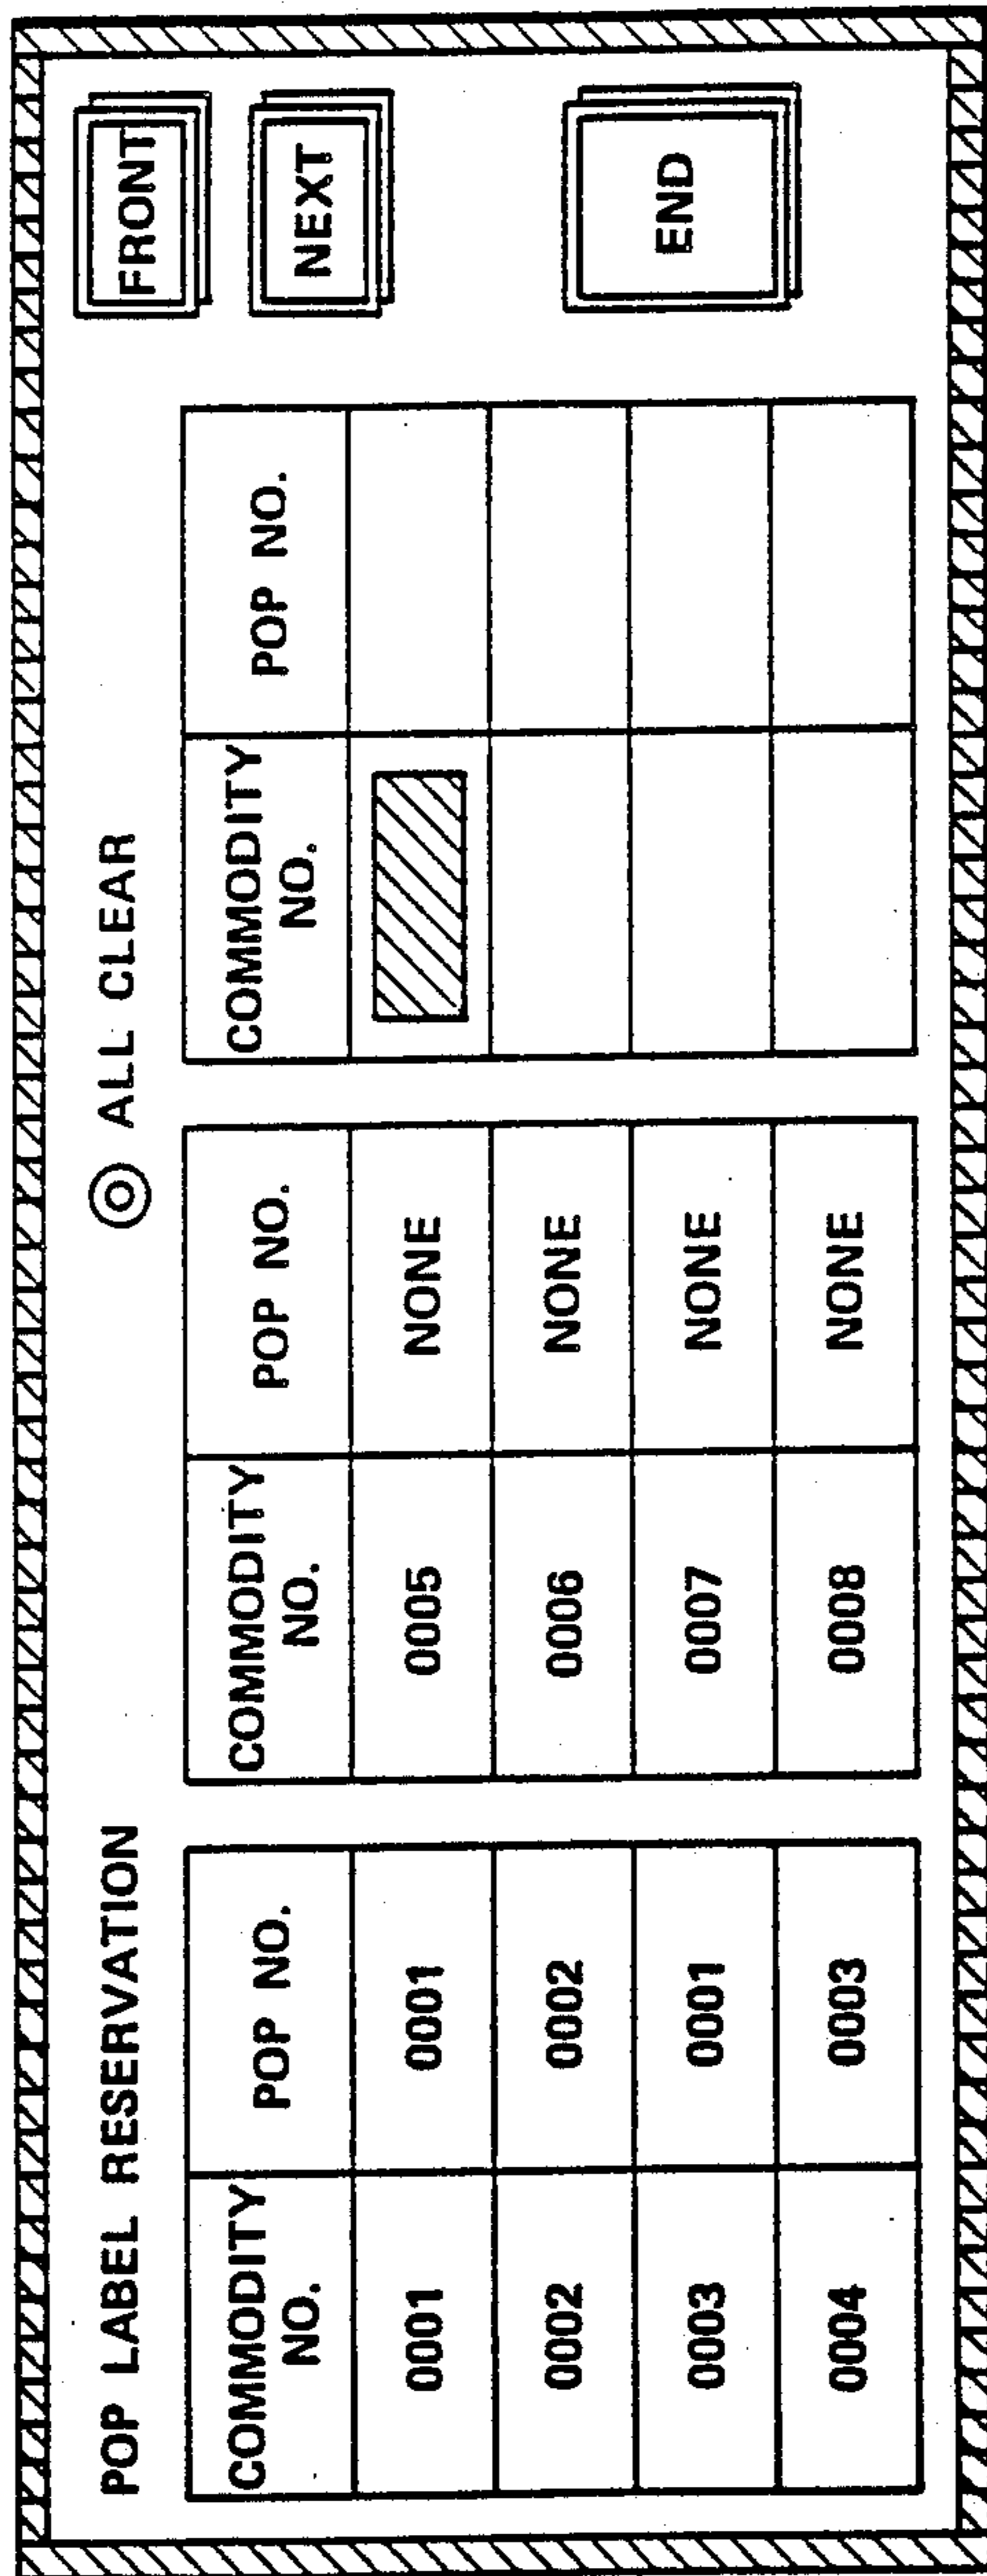 POP LABEL RESERVATION
◎ ALL CLEAR
COMMODITY NO. POP NO.
0001 0001
0002 0002
0003 0001
0004 0003
COMMODITY NO. POP NO.
0005 NONE
0006 NONE
0007 NONE
0008 NONE
COMMODITY NO. POP NO.
FRONT
NEXT
END